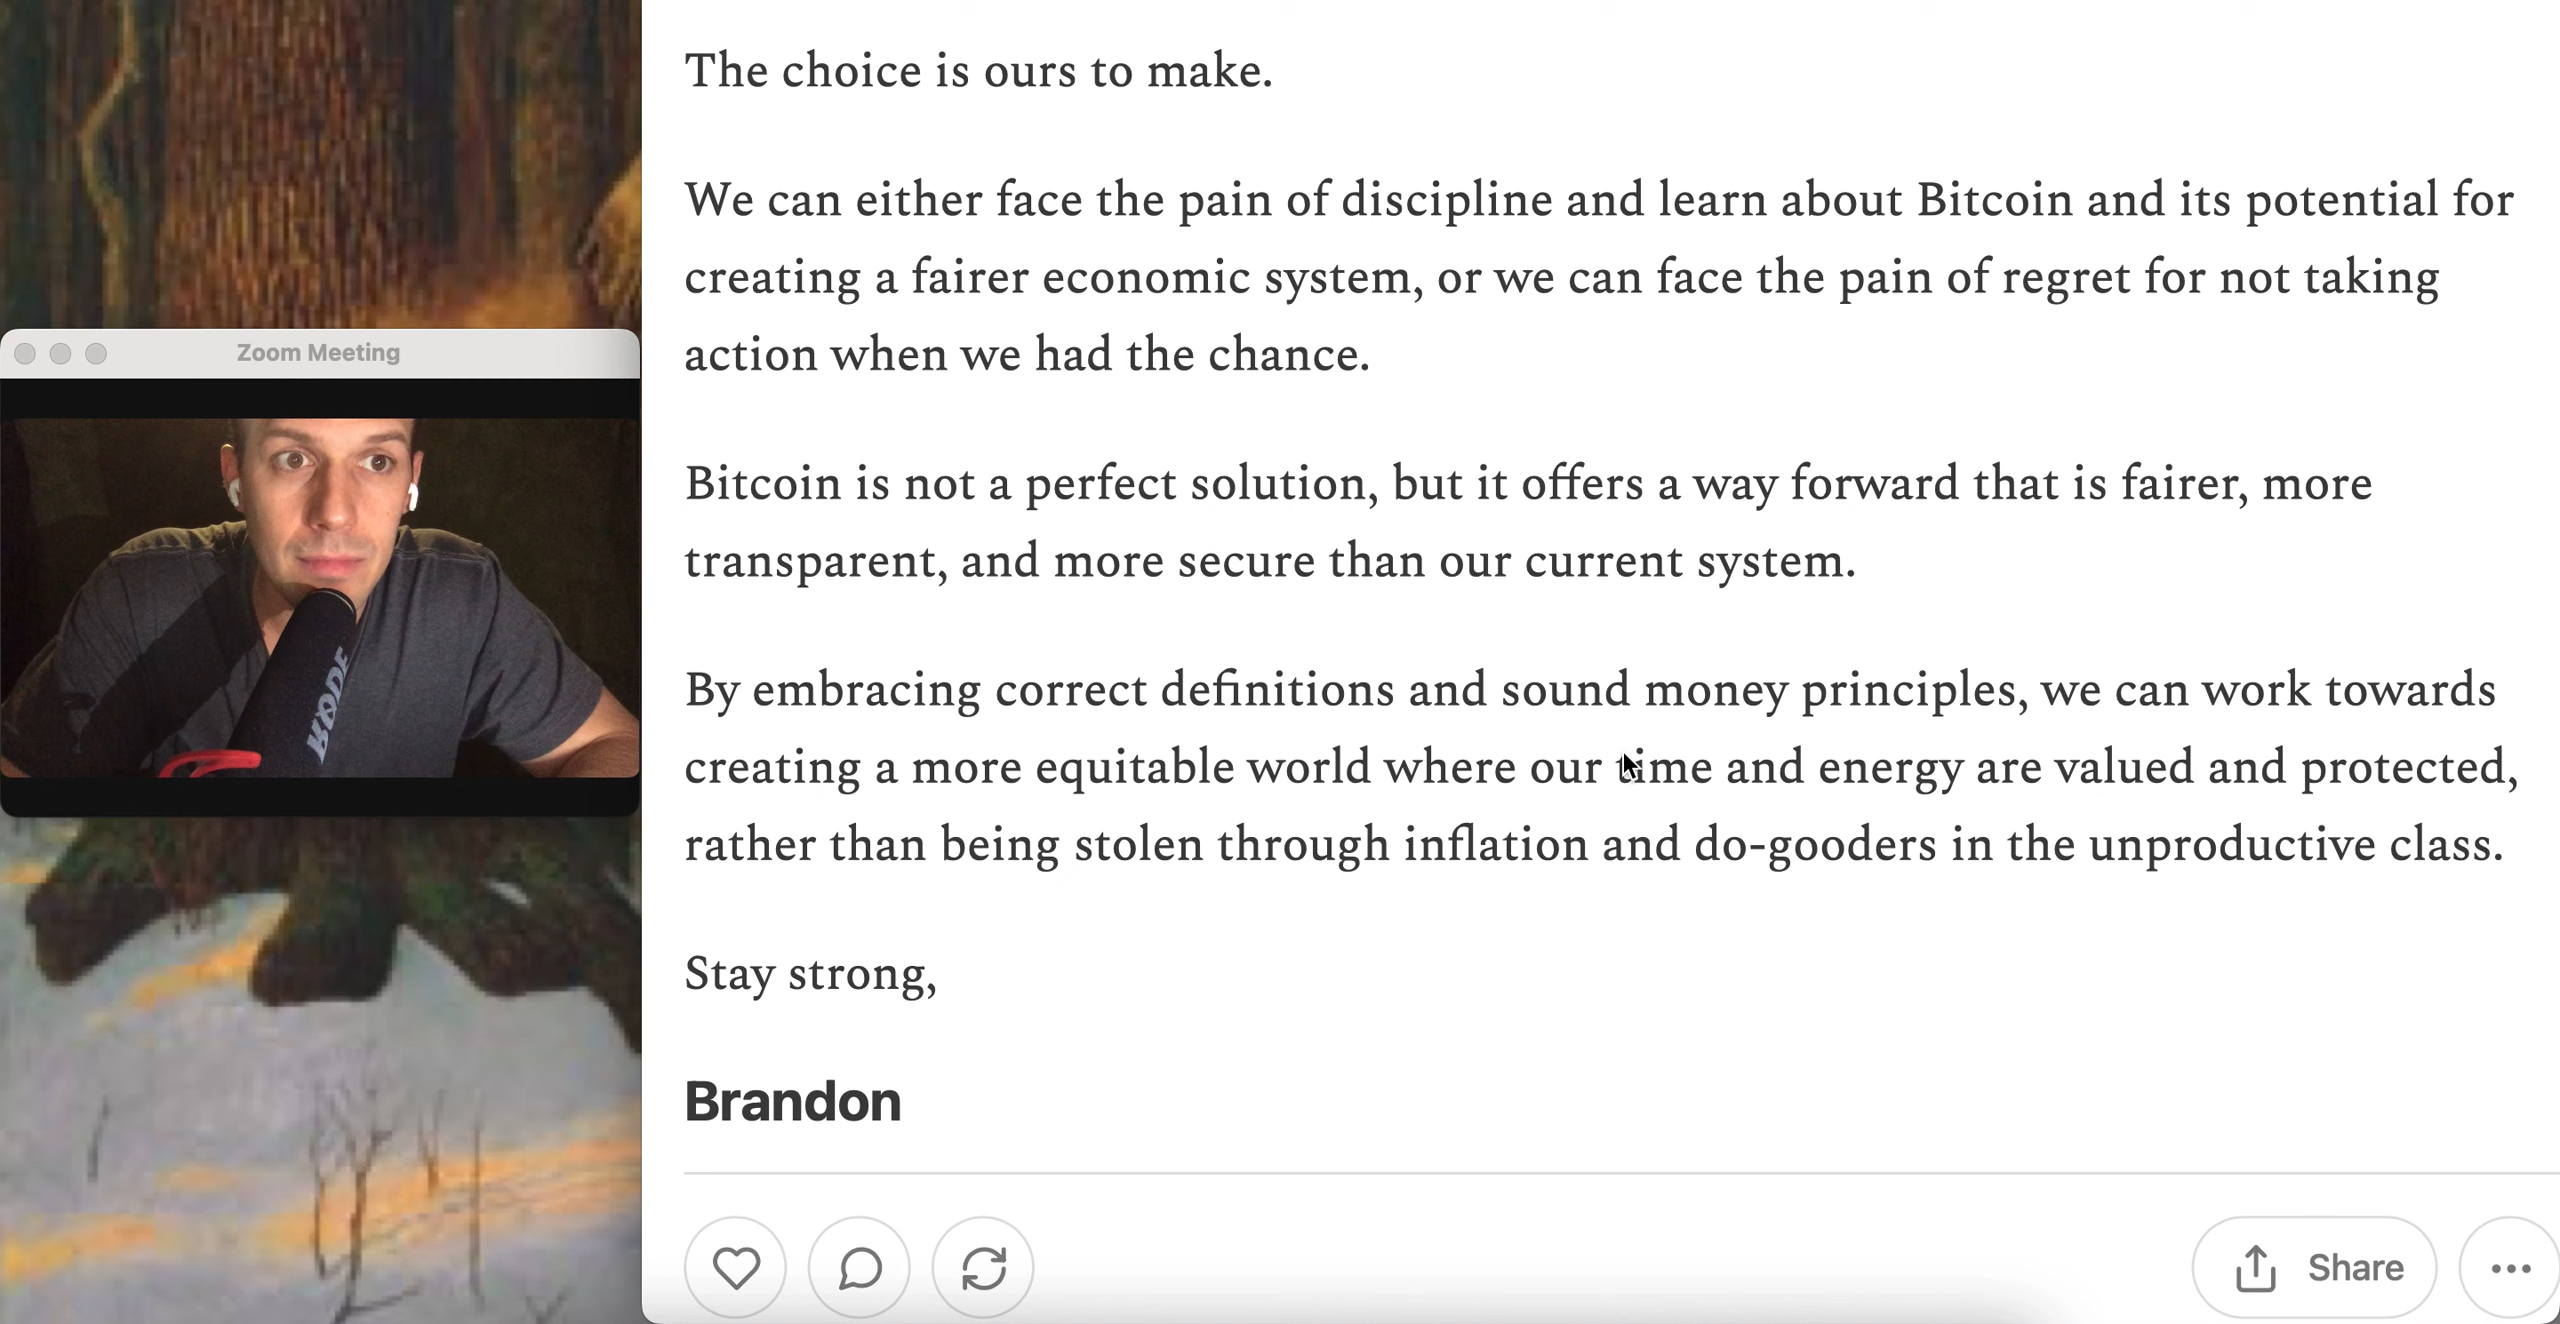 The choice is ours to make.
We can either face the pain of discipline and learn about Bitcoin and its potential for
creating a fairer economic system, or we can face the pain of regret for not taking
action when we had the chance.
Zoom Meeting
Bitcoin is not a perfect solution, but it offers a way forward that is fairer, more
transparent, and more secure than our current system.
RODE
By embracing correct definitions and sound money principles, we can work towards
creating a more equitable world where our time and energy are valued and protected,
rather than being stolen through inflation and do-gooders in the unproductive class.
Stay strong,
Brandon
Share